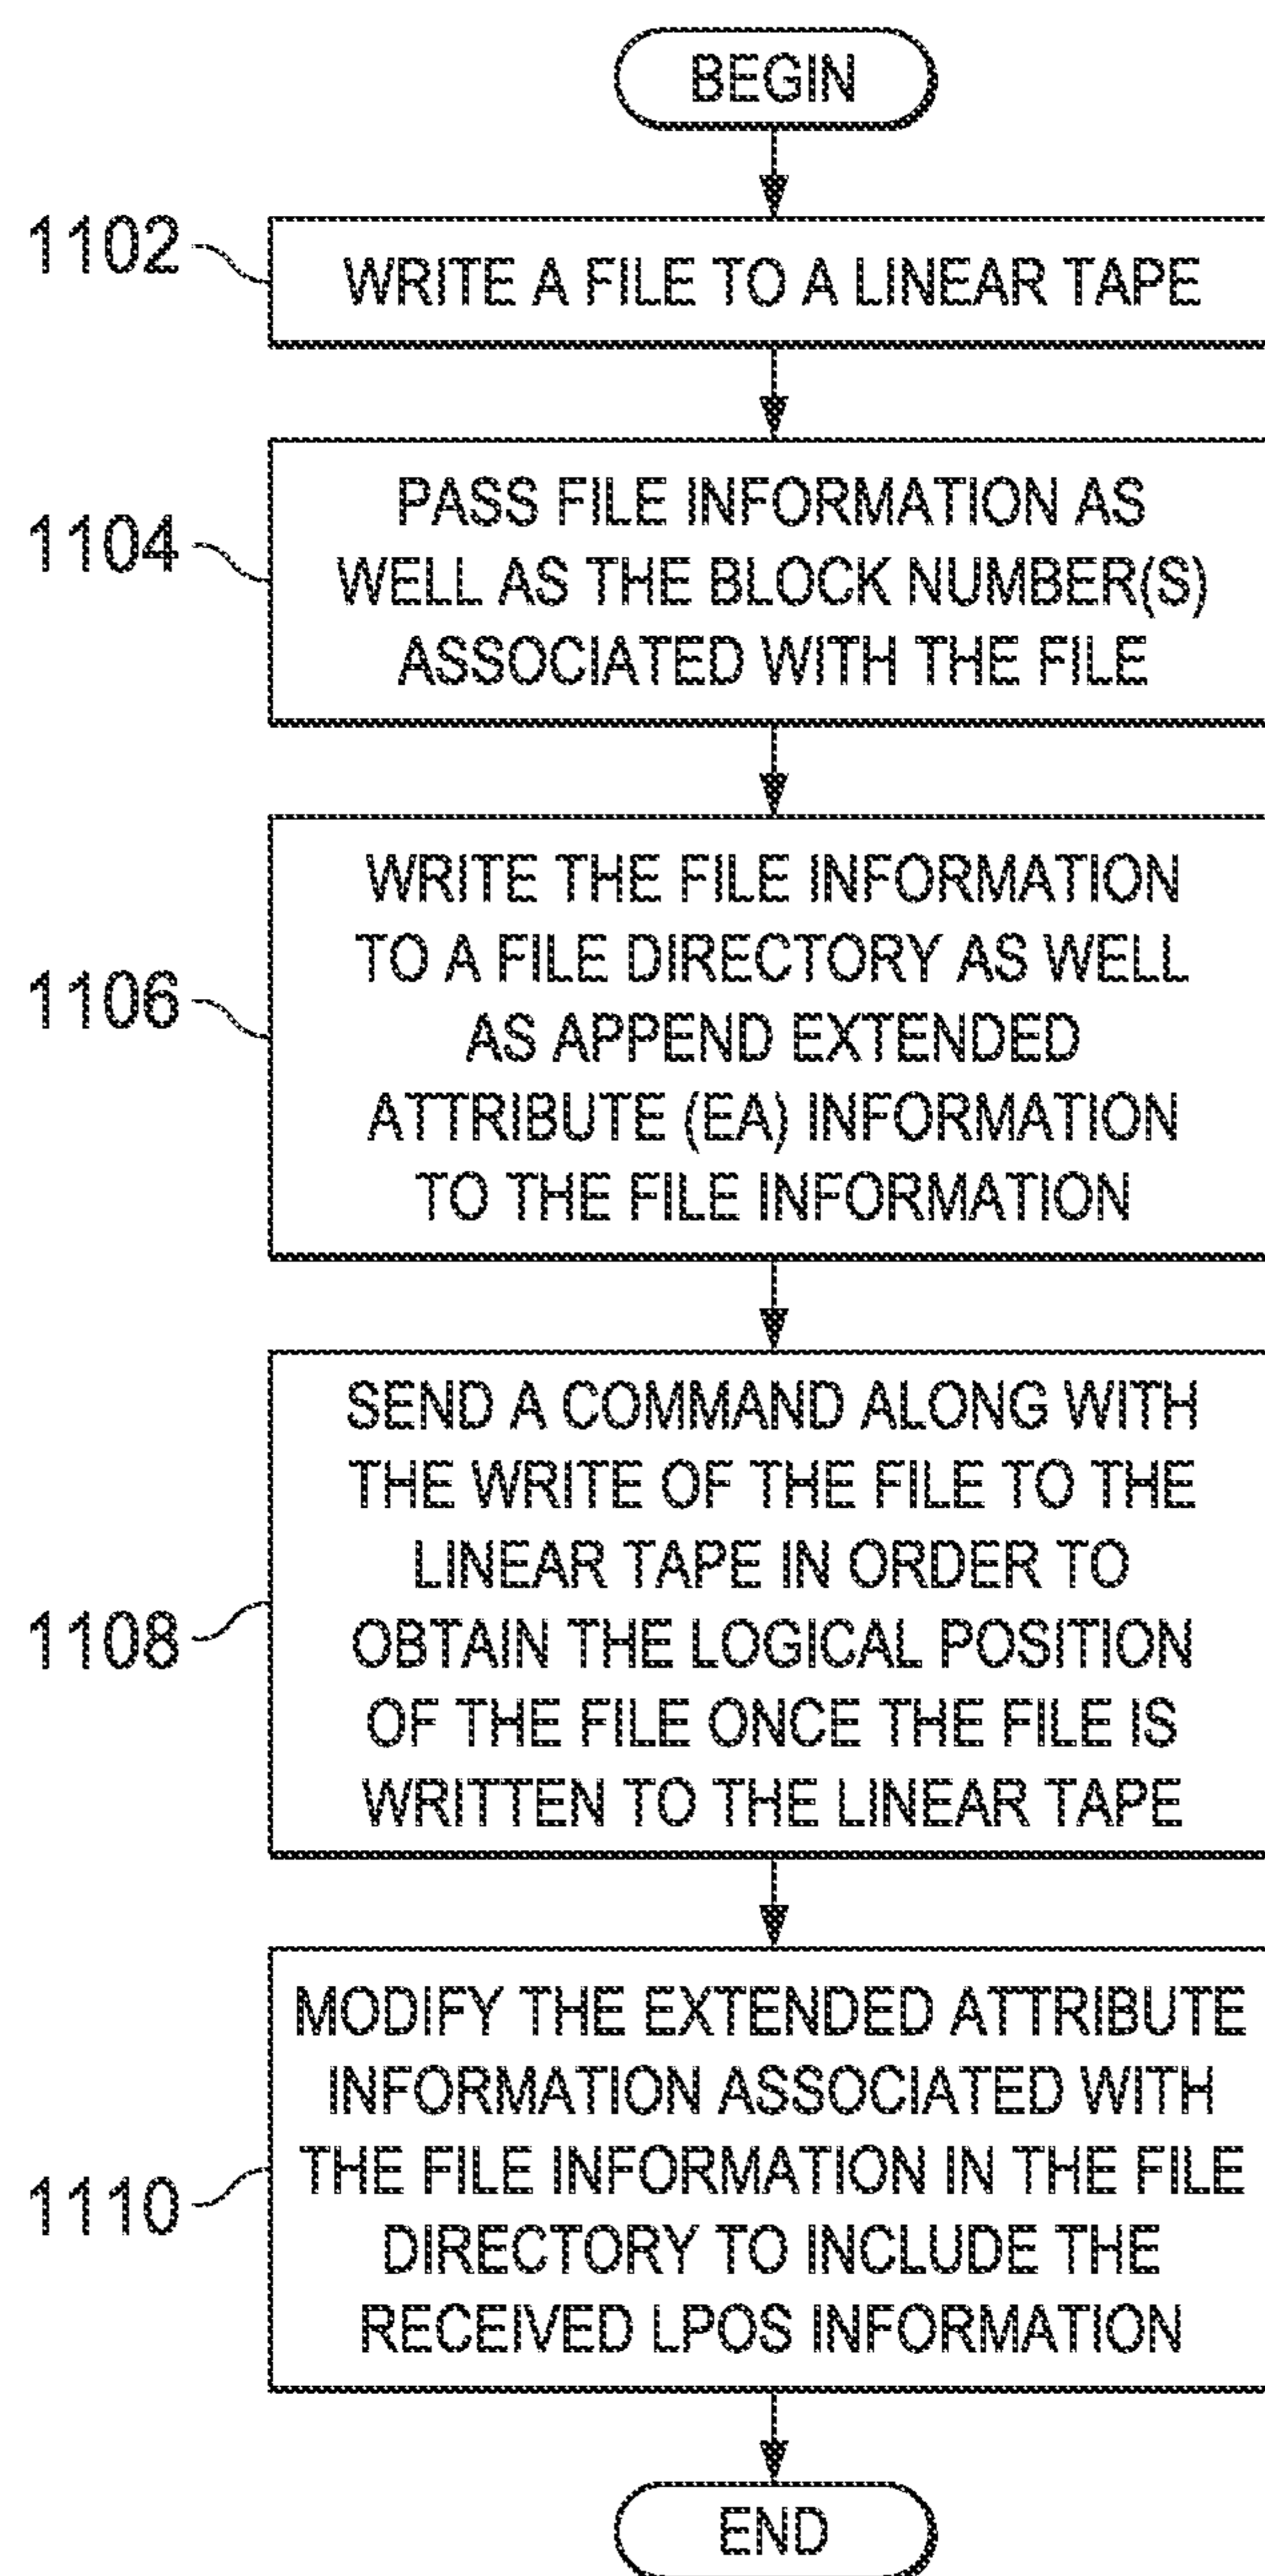 BEGIN
1102
WRITE A FILE TO A LINEAR TAPE
1104
PASS FILE INFORMATION AS
WELL AS THE BLOCK NUMBER(S)
ASSOCIATED WITH THE FILE
1106
WRITE THE FILE INFORMATION
TO A FILE DIRECTORY AS WELL
AS APPEND EXTENDED
ATTRIBUTE (EA) INFORMATION
TO THE FILE INFORMATION
1108
SEND A COMMAND ALONG WITH
THE WRITE OF THE FILE TO THE
LINEAR TAPE IN ORDER TO
OBTAIN THE LOGICAL POSITION
OF THE FILE ONCE THE FILE IS
WRITTEN TO THE LINEAR TAPE
1110
MODIFY THE EXTENDED ATTRIBUTE
INFORMATION ASSOCIATED WITH
THE FILE INFORMATION IN THE FILE
DIRECTORY TO INCLUDE THE
RECEIVED LPOS INFORMATION
END